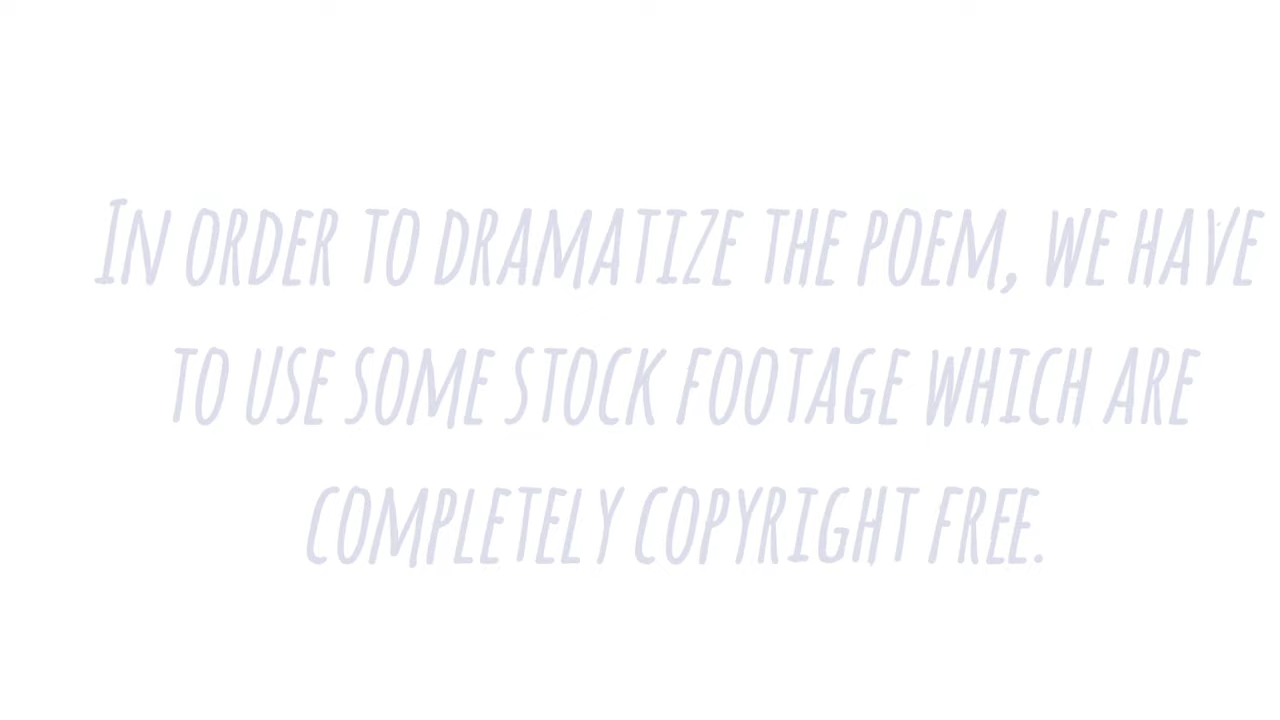 In order to dramatize the poem, we have
to use some stock footage which are
completely copyright free.